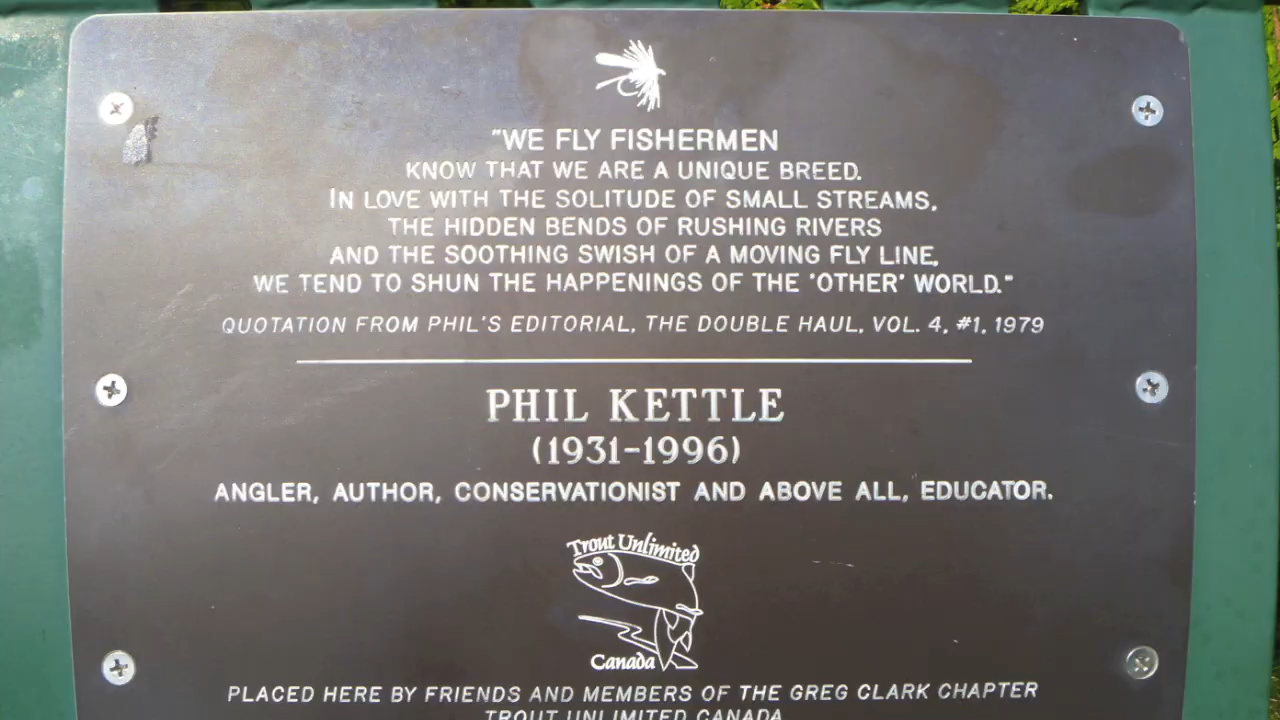 "WE FLY FISHERMEN
KNOW THAT WE ARE A UNIQUE BREED.
IN LOVE WITH THE SOLITUDE OF SMALL STREAMS,
THE HIDDEN BENDS OF RUSHING RIVERS
AND THE SOOTHING SWISH OF A MOVING FLY LINE,
WE TEND TO SHUN THE HAPPENINGS OF THE 'OTHER' WORLD."
QUOTATION FROM PHIL'S EDITORIAL, THE DOUBLE HAUL, VOL. 4, #1, 1979
PHIL KETTLE
(1931-1996)
ANGLER, AUTHOR, CONSERVATIONIST AND ABOVE ALL, EDUCATOR.
Trout Unlimited
Canada
PLACED HERE BY FRIENDS AND MEMBERS OF THE GREG CLARK CHAPTER
TROUT UNLIMITED CANADA